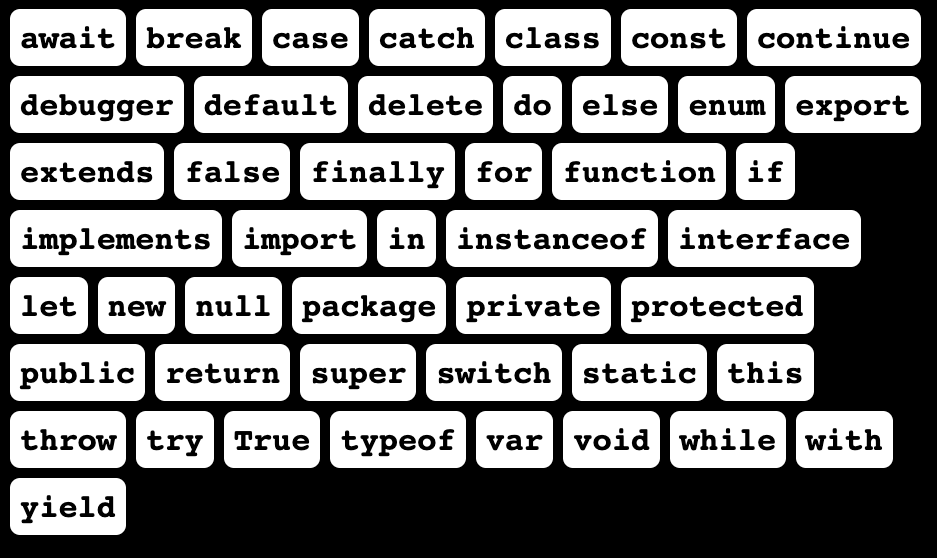 await break case catch class const continue
debugger default delete do else enum export
extends false finally for function if
implements import in instanceof interface
let new null package private protected
public return super switch static this
throw try True typeof var void while with
yield